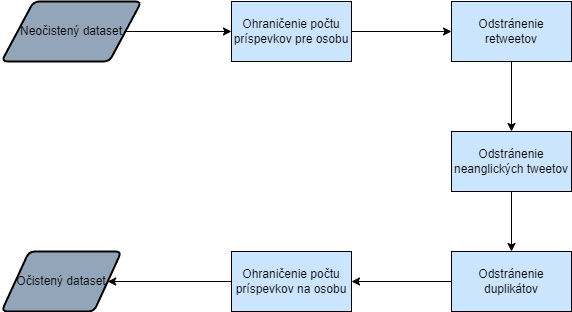 Neočistený dataset
Ohraničenie počtu
príspevkov pre osobu
Odstránenie
retweetov
Odstránenie
neanglických tweetov
Odstránenie
duplikátov
Ohraničenie počtu
príspevkov na osobu
Očistený dataset